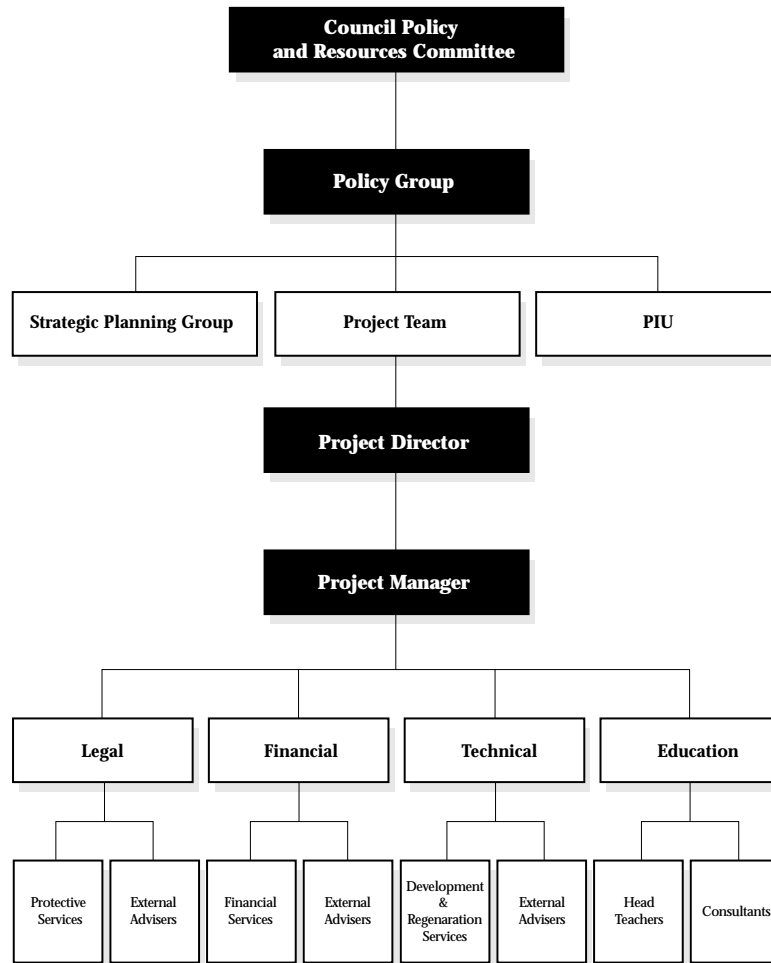 Council Policy
and Resources Committee
Policy Group
Strategic Planning Group
Project Team
PIU
Project Director
Project Manager
Legal
Financial
Technical
Education
Protective
Services
External
Advisers
Financial
Services
External
Advisers
Development
&
Regenaration
Services
External
Advisers
Head
Teachers
Consultants